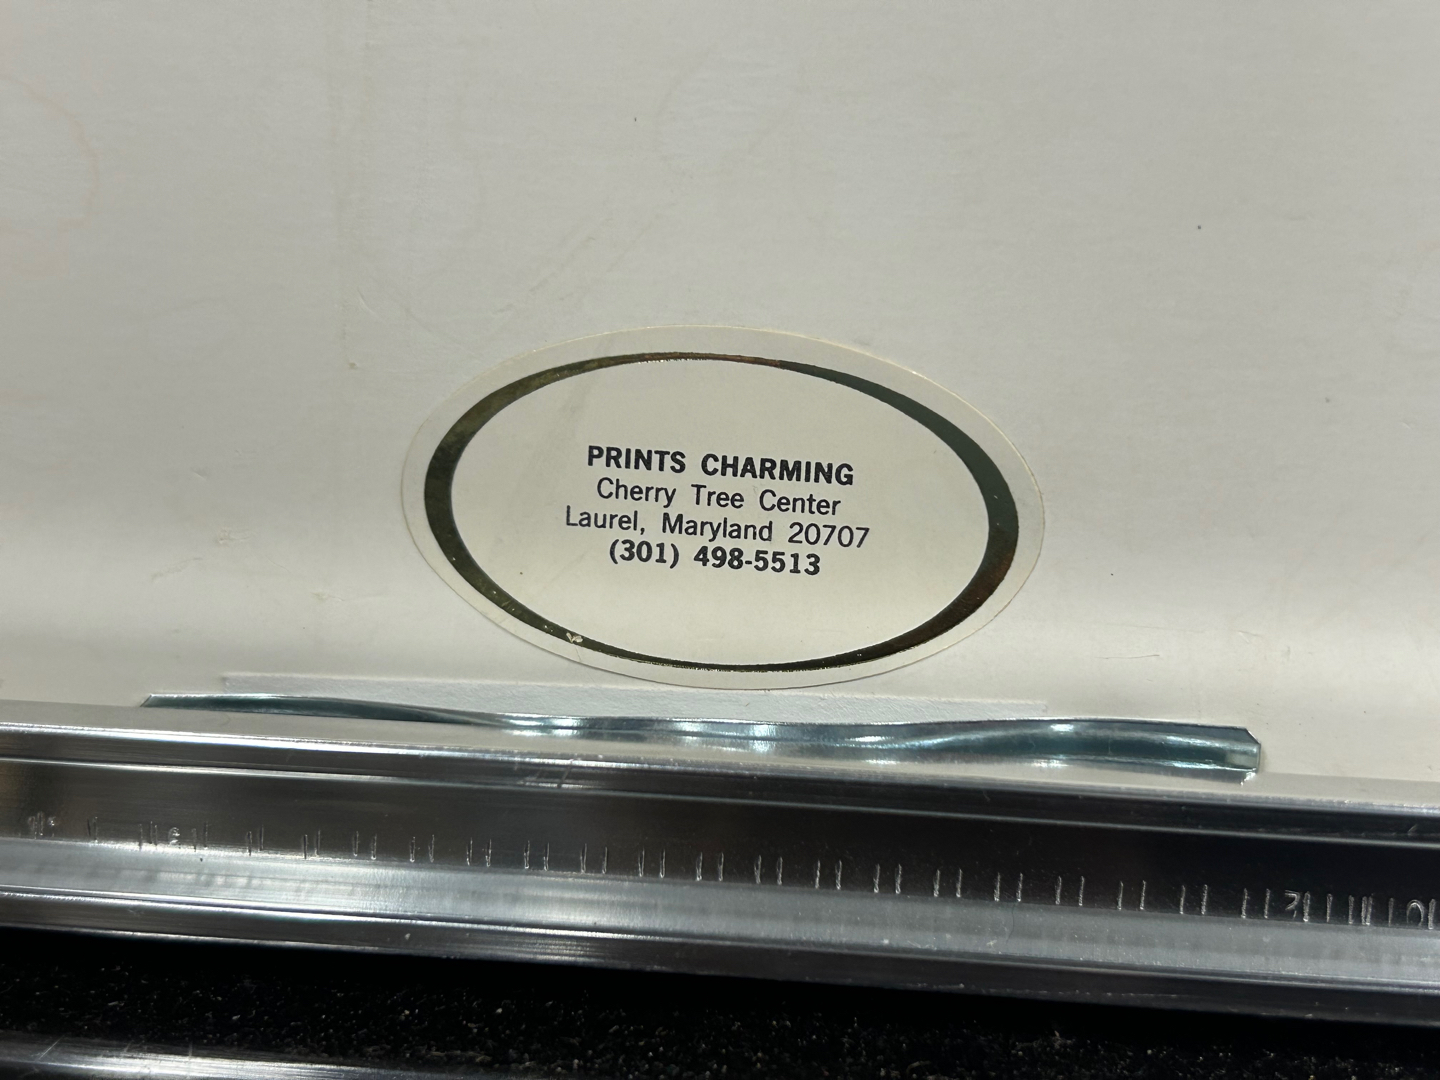 PRINTS CHARMING
Cherry Tree Center
Laurel, Maryland 20707
(301) 498-5513